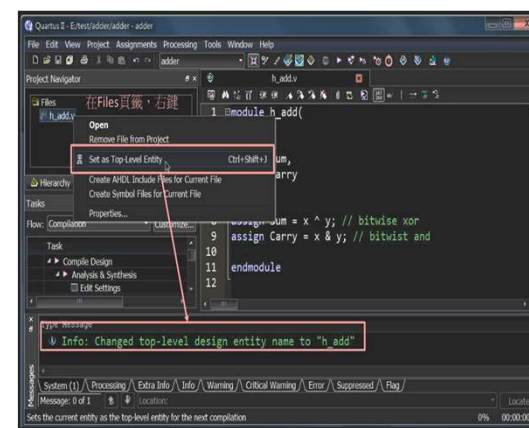 Quartus II - E:/test/adder/adder - adder
File Edit View Project Assignments Processing Tools Window Help
adder
Project Navigator
h_add.v
Files
在Files頁籤，右鍵
h_add.v
1 module h_add(
Open
Remove File from Project
Set as Top-Level Entity Ctrl+Shift+J
um,
arry
Create AHDL Include Files for Current File
Create Symbol Files for Current File
Properties...
Hierarchy
Tasks
Flow: Compilation Customize...
Task
Compile Design
Analysis & Synthesis
Edit Settings
8 assign Sum = x ^ y; // bitwise xor
9 assign Carry = x & y; // bitwist and
10
11 endmodule
12
Type Message
Info: Changed top-level design entity name to "h_add"
Messages
System (1) Processing Extra Info Info Warning Critical Warning Error Suppressed Flag
Message: 0 of 1 Location: Locate
Sets the current entity as the top-level entity for the next compilation 0% 00:00:00